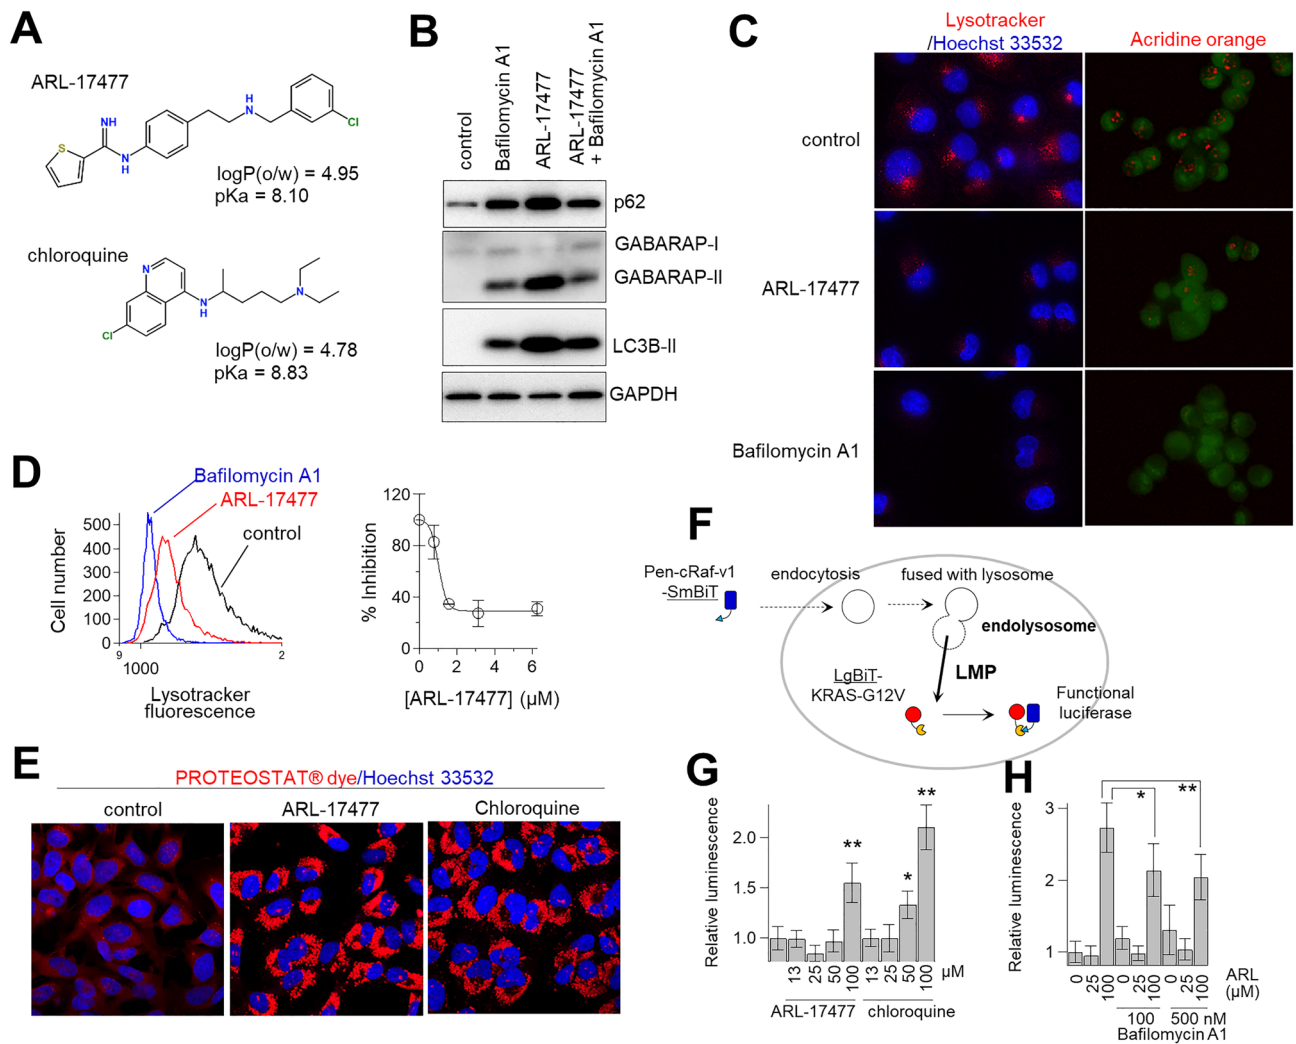 A
ARL-17477
NH
S
N
H
H
N
Cl
logP(o/w) = 4.95
pKa = 8.10
chloroquine
N
Cl
N
H
N
logP(o/w) = 4.78
pKa = 8.83
B
control
Bafilomycin A1
ARL-17477
ARL-17477
+ Bafilomycin A1
p62
GABARAP-I
GABARAP-II
LC3B-II
GAPDH
C
Lysotracker
/Hoechst 33532
Acridine orange
control
ARL-17477
Bafilomycin A1
D
Bafilomycin A1
ARL-17477
control
Cell number
500
400
300
200
100
0
9
1000
2
Lysotracker
fluorescence
% Inhibition
120
80
40
0
0
2
4
6
[ARL-17477] (µM)
E
PROTEOSTAT® dye/Hoechst 33532
control
ARL-17477
Chloroquine
F
Pen-cRaf-v1
-SmBiT
endocytosis
fused with lysosome
endolysosome
LMP
LgBiT-
KRAS-G12V
Functional
luciferase
G
Relative luminescence
2.0
1.5
1.0
**
*
**
13
25
50
100
13
25
50
100
µM
ARL-17477
chloroquine
H
Relative luminescence
3
2
1
*
**
0
25
100
0
25
100
0
25
100
ARL
(µM)
100
500 nM
Bafilomycin A1